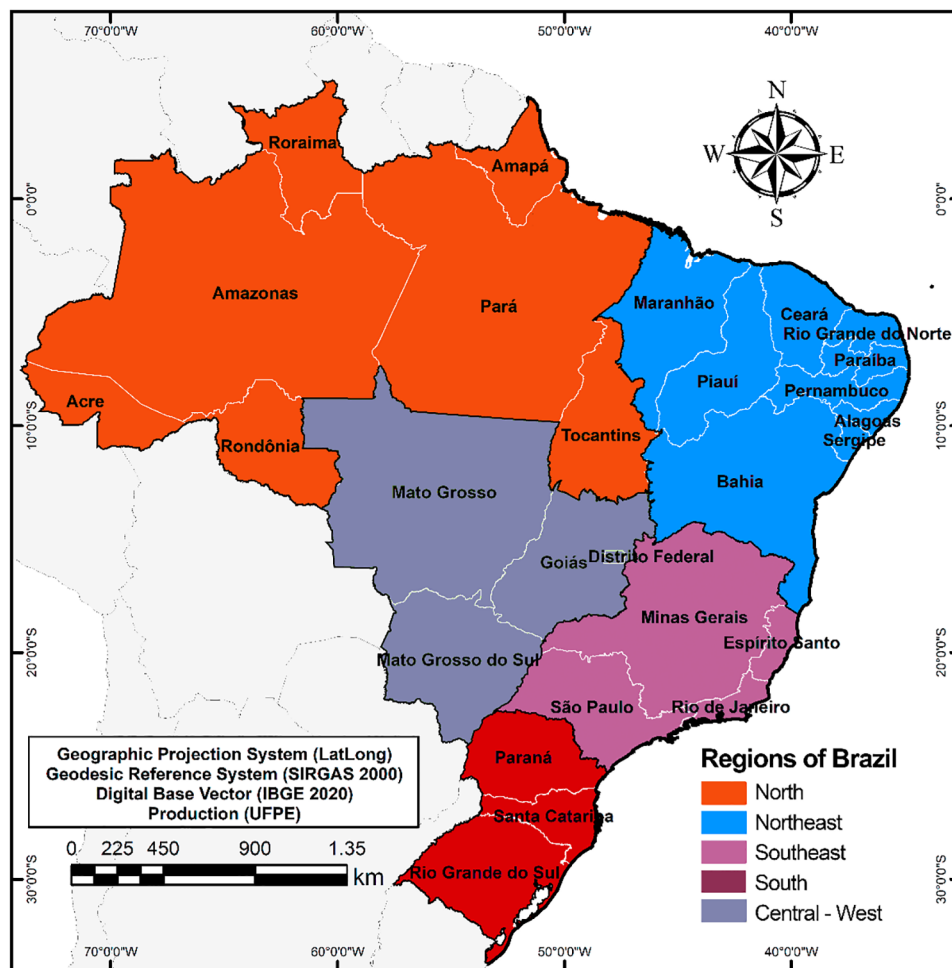 70°0'0"W 60°0'0"W 50°0'0"W 40°0'0"W
N
W E
S
Roraima
Amapá
0°0'0"
0°0'0"
Amazonas
Pará
Maranhão
Ceará
Rio Grande do Norte
Paraíba
Piauí
Pernambuco
Acre
Alagoas
Sergipe
10°0'0"S
10°0'0"S
Rondônia
Tocantins
Mato Grosso
Bahia
Goiás
Distrito Federal
Minas Gerais
Espírito Santo
20°0'0"S
20°0'0"S
Mato Grosso do Sul
São Paulo
Rio de Janeiro
Paraná
Santa Catarina
Rio Grande do Sul
Geographic Projection System (LatLong)
Geodesic Reference System (SIRGAS 2000)
Digital Base Vector (IBGE 2020)
Production (UFPE)
0 225 450 900 1.35
km
Regions of Brazil
North
Northeast
Southeast
South
Central - West
30°0'0"S
30°0'0"S
70°0'0"W 60°0'0"W 50°0'0"W 40°0'0"W